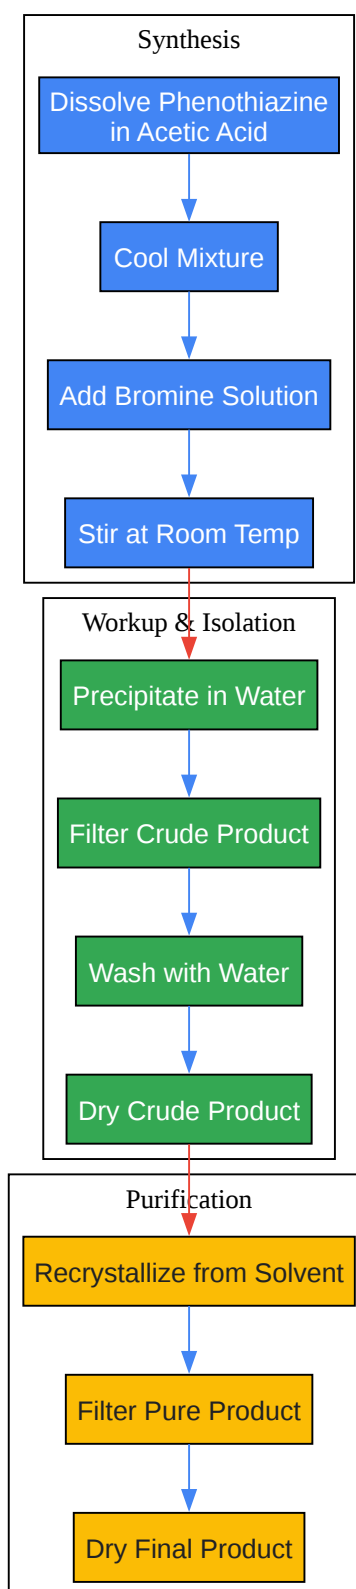 Synthesis
Dissolve Phenothiazine
in Acetic Acid
Cool Mixture
Add Bromine Solution
Stir at Room Temp
Workup & Isolation
Precipitate in Water
Filter Crude Product
Wash with Water
Dry Crude Product
Purification
Recrystallize from Solvent
Filter Pure Product
Dry Final Product